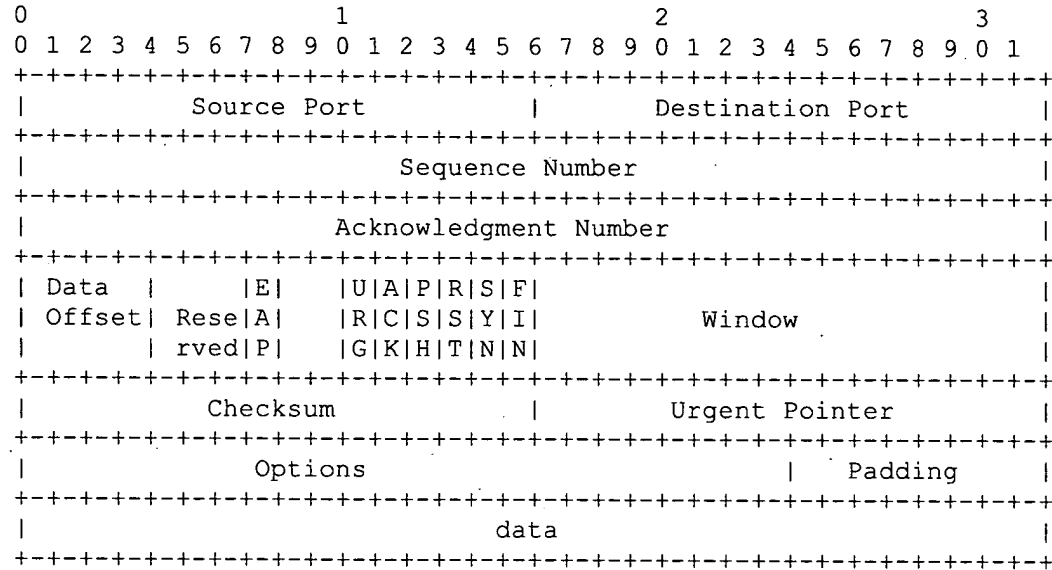 0                   1                   2                   3
0 1 2 3 4 5 6 7 8 9 0 1 2 3 4 5 6 7 8 9 0 1 2 3 4 5 6 7 8 9 0 1
+-+-+-+-+-+-+-+-+-+-+-+-+-+-+-+-+-+-+-+-+-+-+-+-+-+-+-+-+-+-+-+-+
|          Source Port          |       Destination Port        |
+-+-+-+-+-+-+-+-+-+-+-+-+-+-+-+-+-+-+-+-+-+-+-+-+-+-+-+-+-+-+-+-+
|                       Sequence Number                         |
+-+-+-+-+-+-+-+-+-+-+-+-+-+-+-+-+-+-+-+-+-+-+-+-+-+-+-+-+-+-+-+-+
|                   Acknowledgment Number                       |
+-+-+-+-+-+-+-+-+-+-+-+-+-+-+-+-+-+-+-+-+-+-+-+-+-+-+-+-+-+-+-+-+
| Data  |     |E|   |U|A|P|R|S|F|                               |
| Offset| Rese|A|   |R|C|S|S|Y|I|          Window               |
|       | rved|P|   |G|K|H|T|N|N|                               |
+-+-+-+-+-+-+-+-+-+-+-+-+-+-+-+-+-+-+-+-+-+-+-+-+-+-+-+-+-+-+-+-+
|           Checksum            |        Urgent Pointer         |
+-+-+-+-+-+-+-+-+-+-+-+-+-+-+-+-+-+-+-+-+-+-+-+-+-+-+-+-+-+-+-+-+
|              Options                          |   Padding     |
+-+-+-+-+-+-+-+-+-+-+-+-+-+-+-+-+-+-+-+-+-+-+-+-+-+-+-+-+-+-+-+-+
|                             data                              |
+-+-+-+-+-+-+-+-+-+-+-+-+-+-+-+-+-+-+-+-+-+-+-+-+-+-+-+-+-+-+-+-+